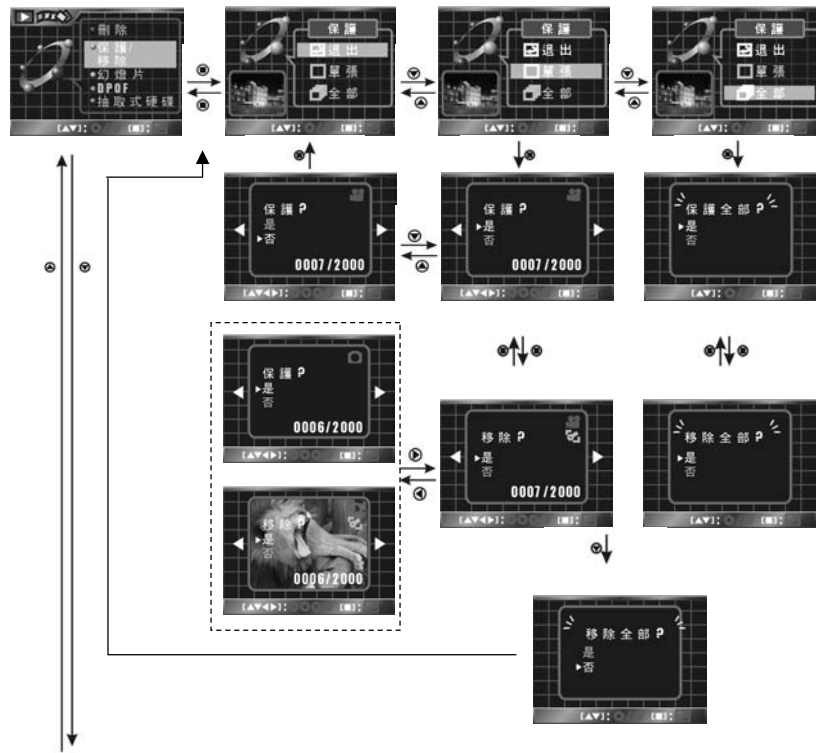 刪除
保護/
移除
幻燈片
DPOF
抽取式硬碟
[▲▼]:
[■]:
保護
退出
單張
全部
[▲▼]:
[■]:
保護
退出
單張
全部
[▲▼]:
[■]:
保護
退出
單張
全部
[▲▼]:
[■]:
保護?
是
▶否
0007/2000
[▲▼◀▶]:
[■]:
保護?
▶是
否
0007/2000
[▲▼◀▶]:
[■]:
保護全部?
▶是
否
[▲▼]:
[■]:
保護?
▶是
否
0006/2000
[▲▼◀▶]:
[■]:
移除?
▶是
否
0007/2000
[▲▼◀▶]:
[■]:
移除全部?
▶是
否
[▲▼]:
[■]:
移除?
▶是
否
0006/2000
[▲▼◀▶]:
[■]:
移除全部?
是
▶否
[▲▼]:
[■]: